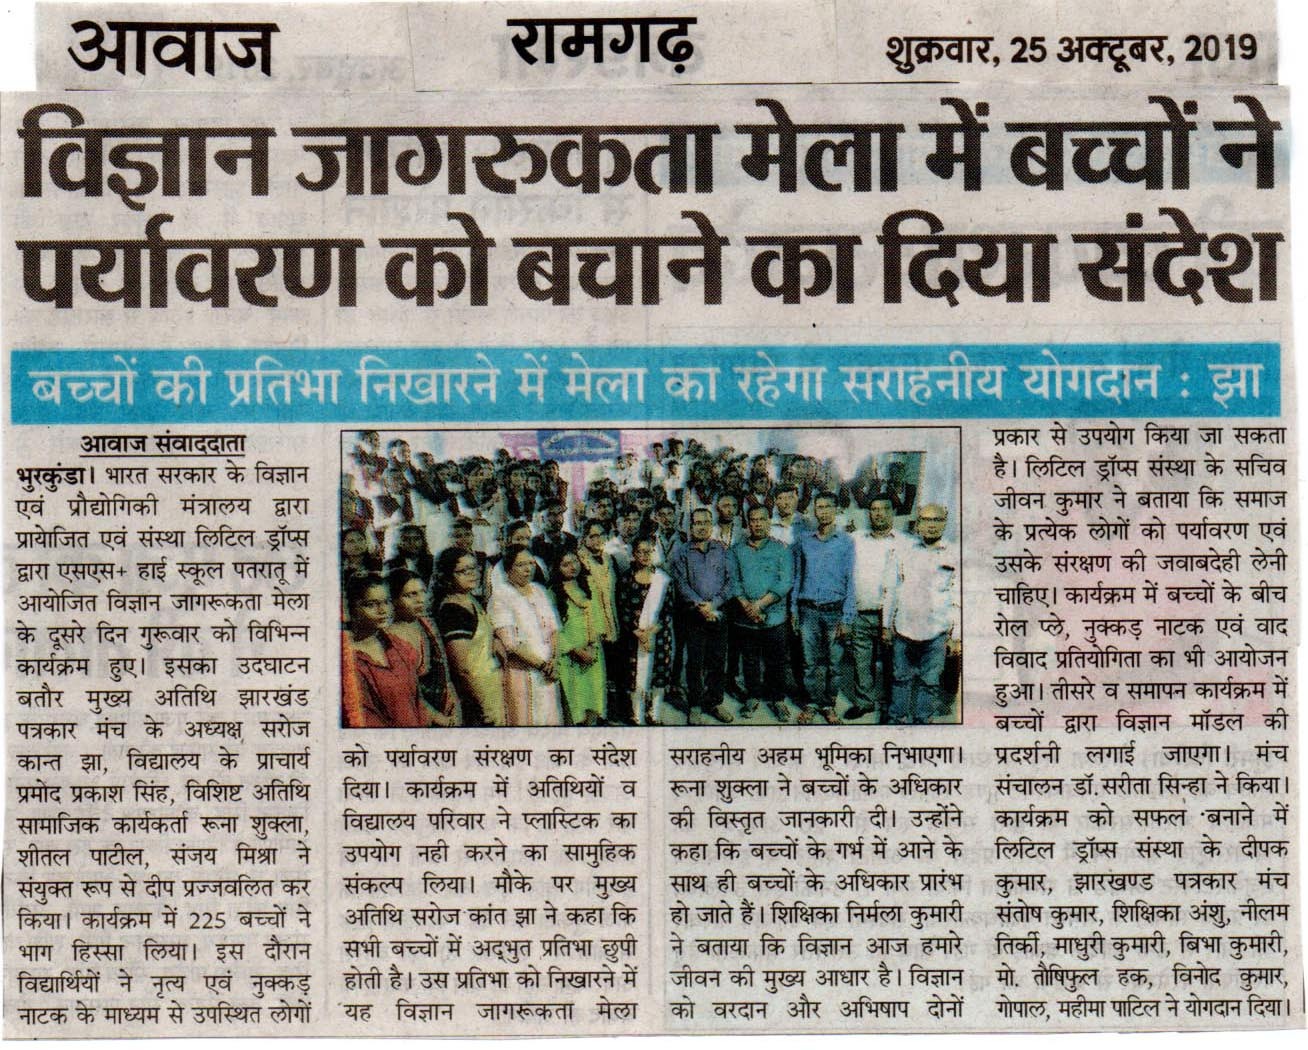 आवाज
रामगढ़
शुक्रवार, 25 अक्टूबर, 2019
विज्ञान जागरुकता मेला में बच्चों ने
पर्यावरण को बचाने का दिया संदेश
बच्चों की प्रतिभा निखारने में मेला का रहेगा सराहनीय योगदान : झा
आवाज संवाददाता
भुरकुंडा। भारत सरकार के विज्ञान
एवं प्रौद्योगिकी मंत्रालय द्वारा
प्रायोजित एवं संस्था लिटिल ड्रॉप्स
द्वारा एसएस+ हाई स्कूल पतरातू में
आयोजित विज्ञान जागरूकता मेला
के दूसरे दिन गुरूवार को विभिन्न
कार्यक्रम हुए। इसका उदघाटन
बतौर मुख्य अतिथि झारखंड
पत्रकार मंच के अध्यक्ष सरोज
कान्त झा, विद्यालय के प्राचार्य
प्रमोद प्रकाश सिंह, विशिष्ट अतिथि
सामाजिक कार्यकर्ता रूना शुक्ला,
शीतल पाटील, संजय मिश्रा ने
संयुक्त रूप से दीप प्रज्जवलित कर
किया। कार्यक्रम में 225 बच्चों ने
भाग हिस्सा लिया। इस दौरान
विद्यार्थियों ने नृत्य एवं नुक्कड़
नाटक के माध्यम से उपस्थित लोगों
को पर्यावरण संरक्षण का संदेश
दिया। कार्यक्रम में अतिथियों व
विद्यालय परिवार ने प्लास्टिक का
उपयोग नही करने का सामुहिक
संकल्प लिया। मौके पर मुख्य
अतिथि सरोज कांत झा ने कहा कि
सभी बच्चों में अद्भुत प्रतिभा छुपी
होती है। उस प्रतिभा को निखारने में
यह विज्ञान जागरूकता मेला
सराहनीय अहम भूमिका निभाएगा।
रूना शुक्ला ने बच्चों के अधिकार
की विस्तृत जानकारी दी। उन्होंने
कहा कि बच्चों के गर्भ में आने के
साथ ही बच्चों के अधिकार प्रारंभ
हो जाते हैं। शिक्षिका निर्मला कुमारी
ने बताया कि विज्ञान आज हमारे
जीवन की मुख्य आधार है। विज्ञान
को वरदान और अभिषाप दोनों
प्रकार से उपयोग किया जा सकता
है। लिटिल ड्रॉप्स संस्था के सचिव
जीवन कुमार ने बताया कि समाज
के प्रत्येक लोगों को पर्यावरण एवं
उसके संरक्षण की जवाबदेही लेनी
चाहिए। कार्यक्रम में बच्चों के बीच
रोल प्ले, नुक्कड़ नाटक एवं वाद
विवाद प्रतियोगिता का भी आयोजन
हुआ। तीसरे व समापन कार्यक्रम में
बच्चों द्वारा विज्ञान मॉडल की
प्रदर्शनी लगाई जाएगा। मंच
संचालन डॉ. सरीता सिन्हा ने किया।
कार्यक्रम को सफल बनाने में
लिटिल ड्रॉप्स संस्था के दीपक
कुमार, झारखण्ड पत्रकार मंच
संतोष कुमार, शिक्षिका अंशु, नीलम
तिर्की, माधुरी कुमारी, बिभा कुमारी,
मो. तौषिफुल हक, विनोद कुमार,
गोपाल, महीमा पाटिल ने योगदान दिया।